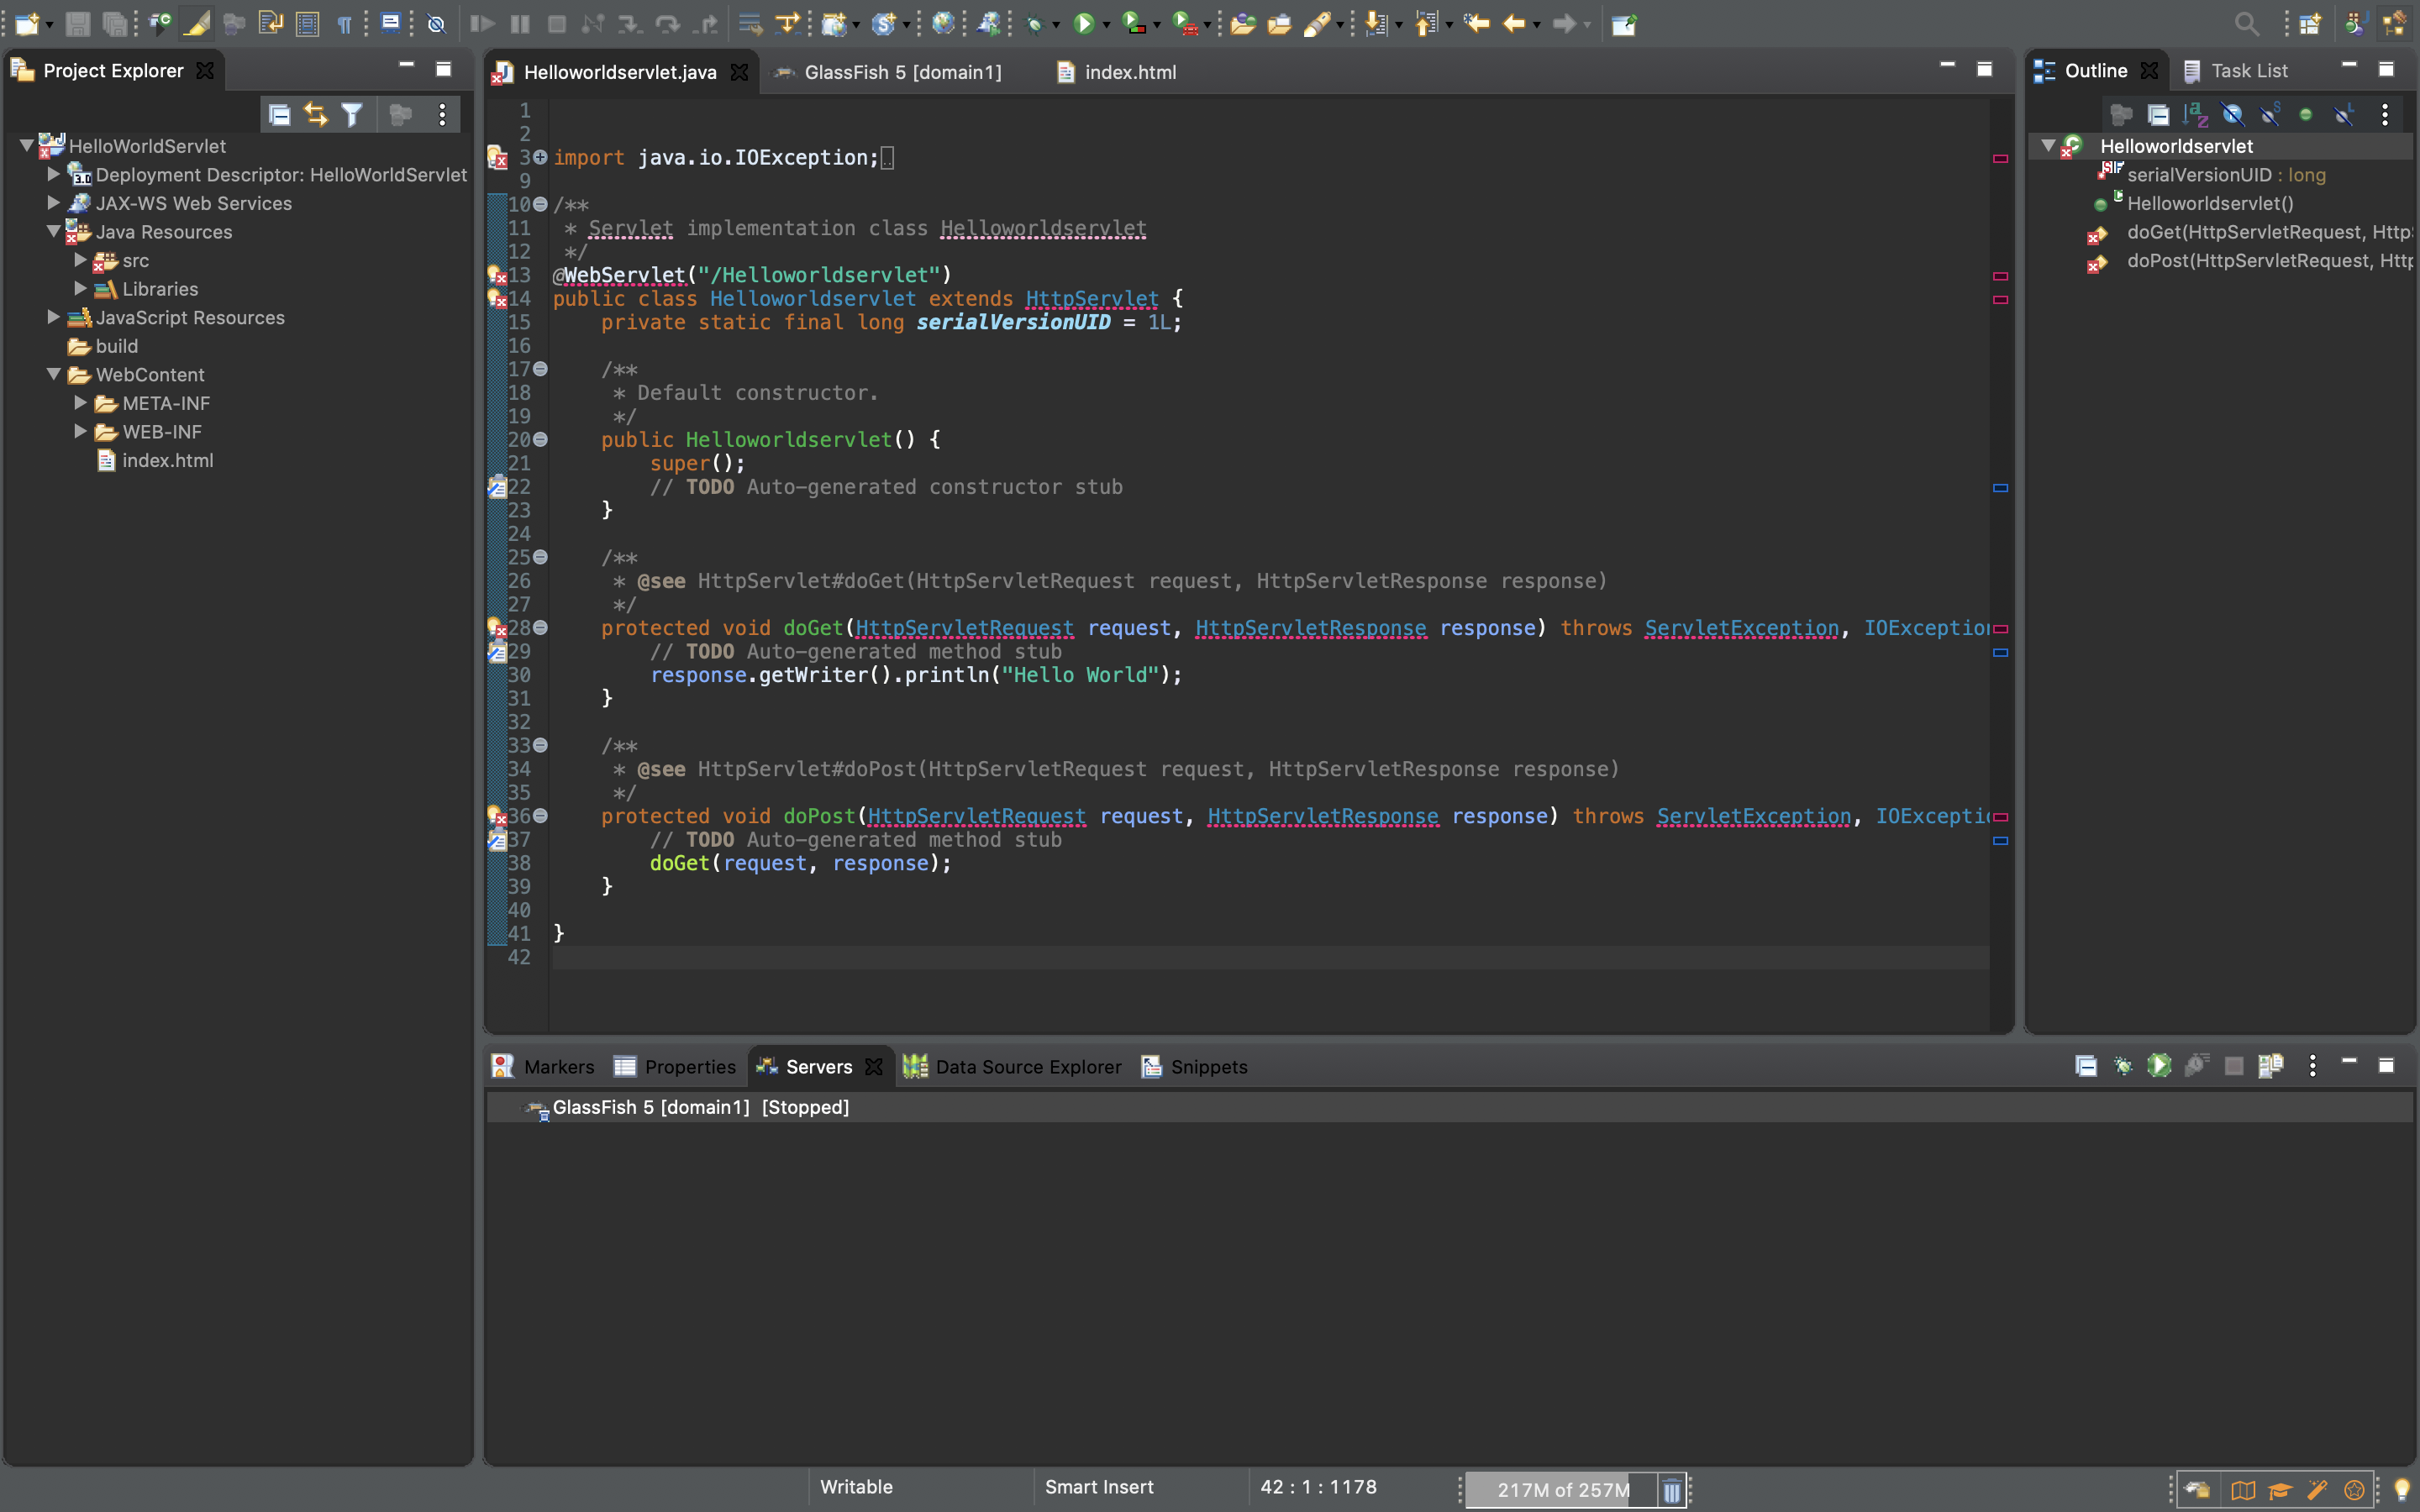 Project Explorer
HelloWorldServlet
Deployment Descriptor: HelloWorldServlet
JAX-WS Web Services
Java Resources
src
Libraries
JavaScript Resources
build
WebContent
META-INF
WEB-INF
index.html
Helloworldservlet.java GlassFish 5 [domain1] index.html
1
2
3 import java.io.IOException;
9
10 /**
11 * Servlet implementation class Helloworldservlet
12 */
13 @WebServlet("/Helloworldservlet")
14 public class Helloworldservlet extends HttpServlet {
15 private static final long serialVersionUID = 1L;
16
17 /**
18 * Default constructor.
19 */
20 public Helloworldservlet() {
21 super();
22 // TODO Auto-generated constructor stub
23 }
24
25 /**
26 * @see HttpServlet#doGet(HttpServletRequest request, HttpServletResponse response)
27 */
28 protected void doGet(HttpServletRequest request, HttpServletResponse response) throws ServletException, IOException
29 // TODO Auto-generated method stub
30 response.getWriter().println("Hello World");
31 }
32
33 /**
34 * @see HttpServlet#doPost(HttpServletRequest request, HttpServletResponse response)
35 */
36 protected void doPost(HttpServletRequest request, HttpServletResponse response) throws ServletException, IOExcepti
37 // TODO Auto-generated method stub
38 doGet(request, response);
39 }
40
41 }
42
Outline Task List
Helloworldservlet
serialVersionUID : long
Helloworldservlet()
doGet(HttpServletRequest, Http
doPost(HttpServletRequest, Htt
Markers Properties Servers Data Source Explorer Snippets
GlassFish 5 [domain1] [Stopped]
Writable Smart Insert 42 : 1 : 1178 217M of 257M